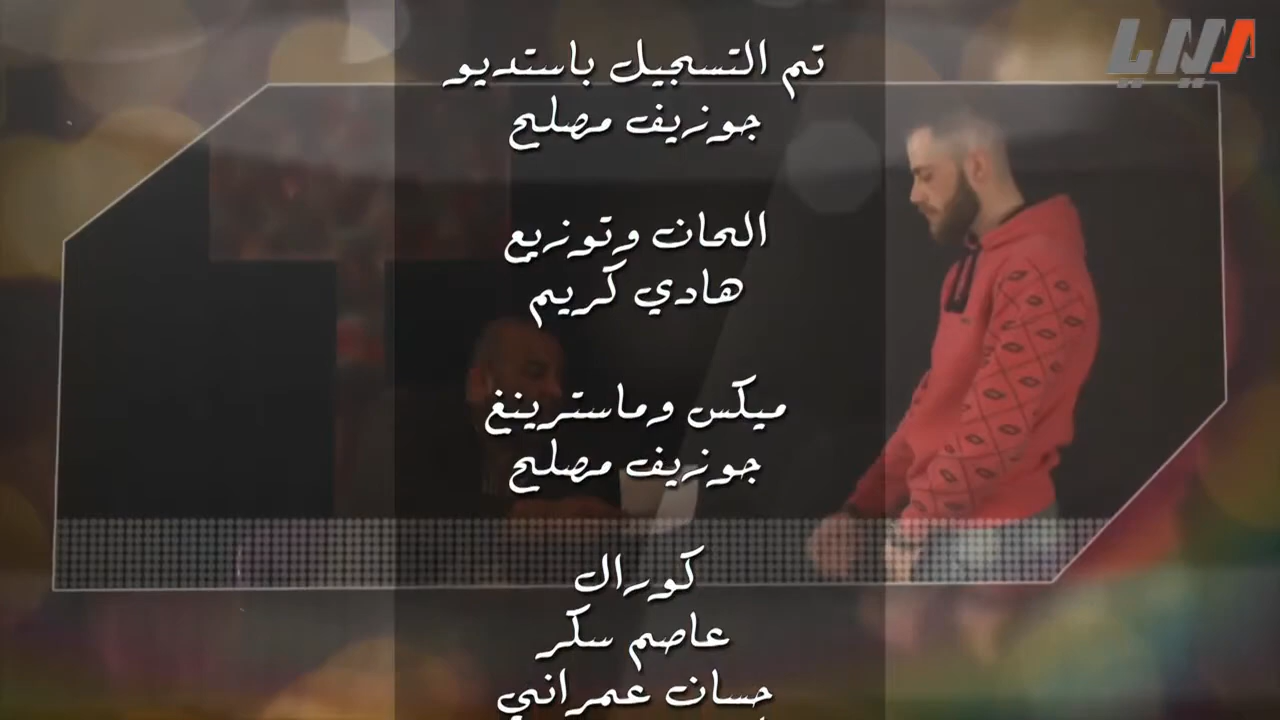 تم التسجيل باستديو
جوزيف مصلح
الحان وتوزيع
هادي كريم
ميكس وماسترينغ
جوزيف مصلح
كورال
عاصم سكر
حسان عمراني